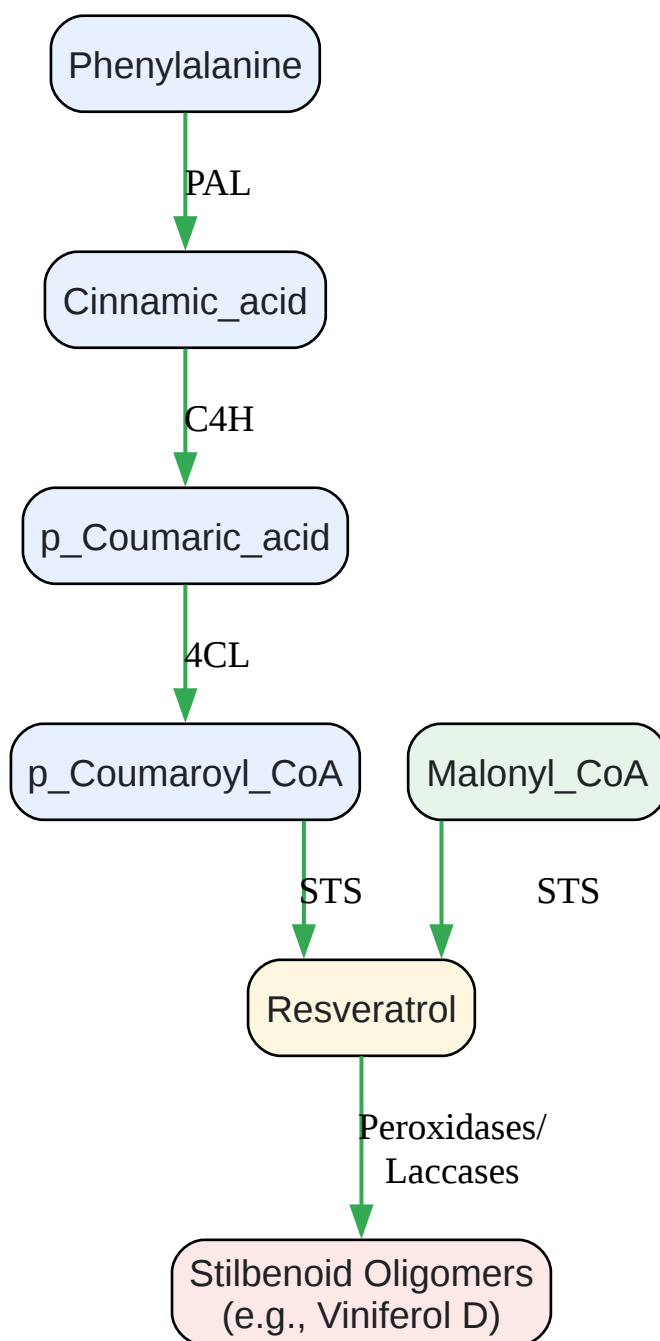 Phenylalanine
PAL
Cinnamic_acid
C4H
p_Coumaric_acid
4CL
p_Coumaroyl_CoA
Malonyl_CoA
STS
STS
Resveratrol
Peroxidases/
Laccases
Stilbenoid Oligomers
(e.g., Viniferol D)